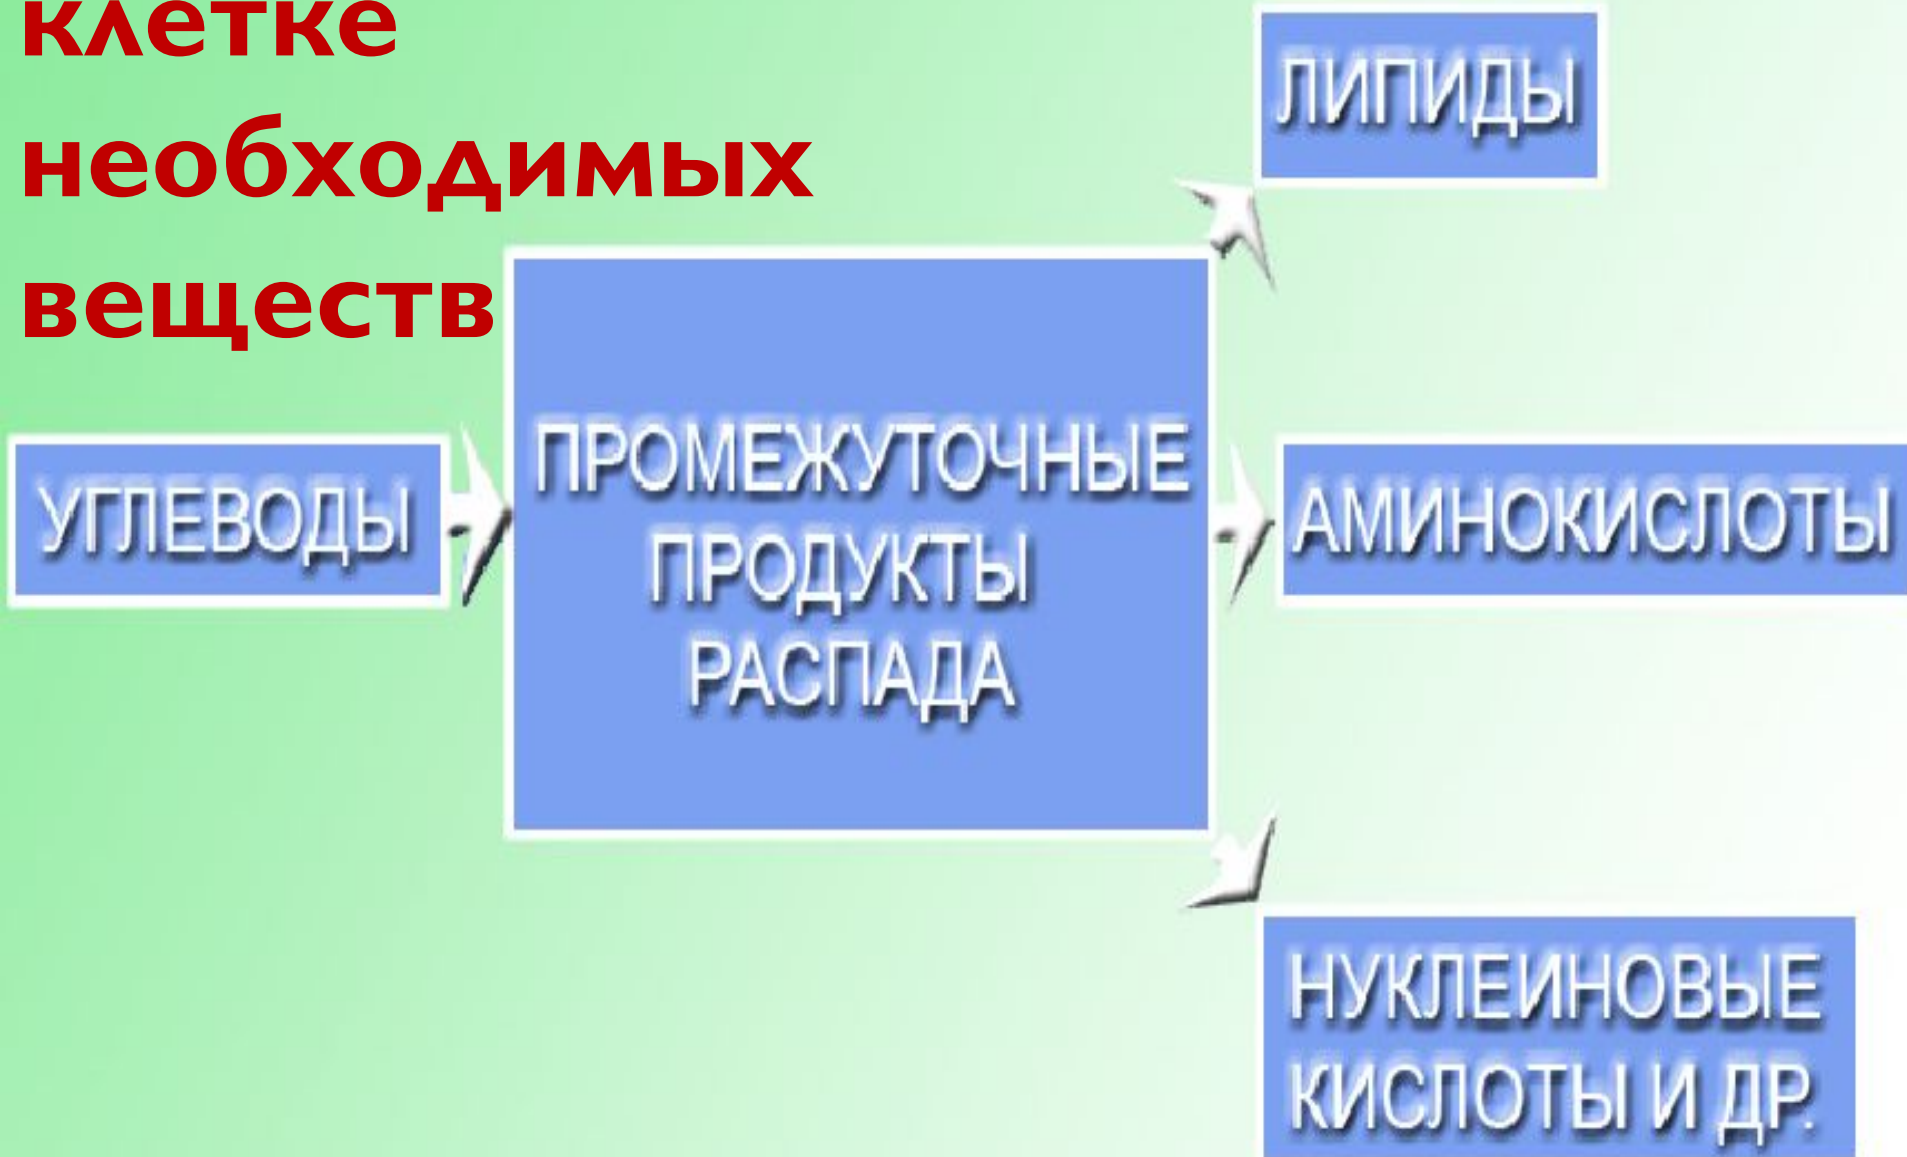 клетке
необходимых
веществ
УГЛЕВОДЫ
ПРОМЕЖУТОЧНЫЕ
ПРОДУКТЫ
РАСПАДА
ЛИПИДЫ
АМИНОКИСЛОТЫ
НУКЛЕИНОВЫЕ
КИСЛОТЫ И ДР.